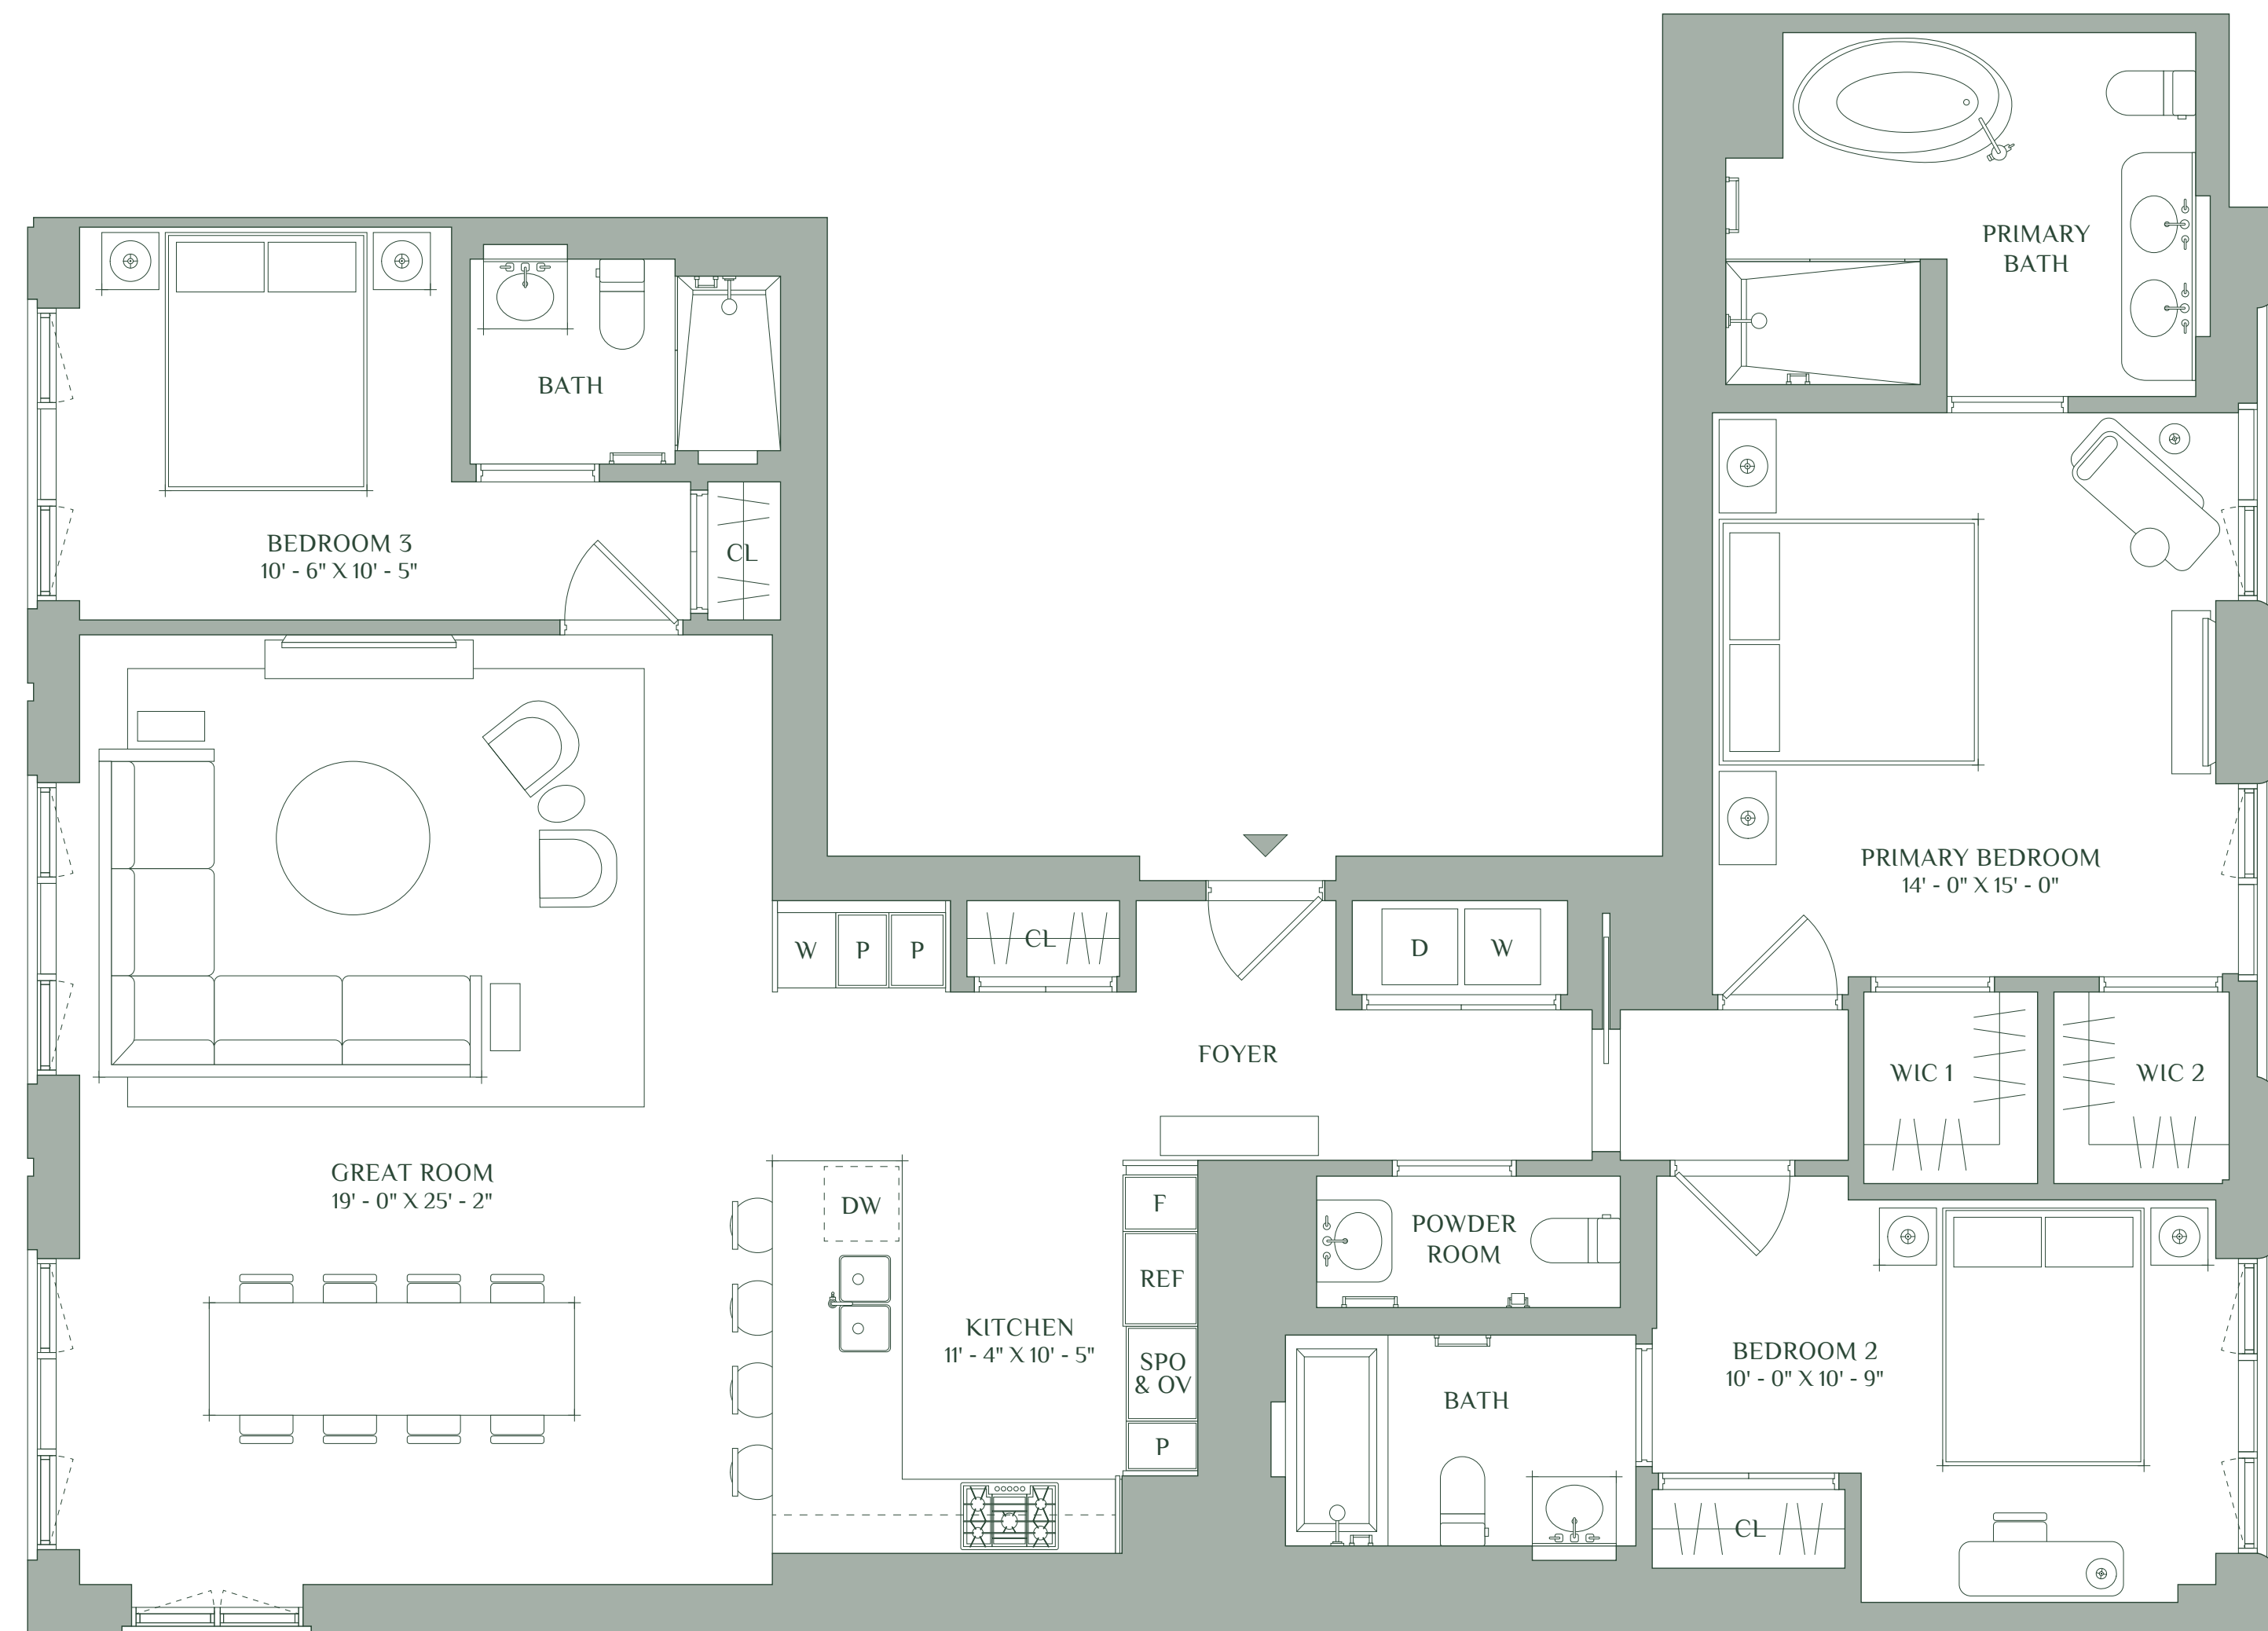 PRIMARY
BATH
BATH
BEDROOM 3
10' - 6" X 10' - 5"
CL
PRIMARY BEDROOM
14' - 0" X 15' - 0"
W
P
P
CL
D
W
FOYER
WIC 1
WIC 2
GREAT ROOM
19' - 0" X 25' - 2"
DW
F
REF
SPO
& OV
P
KITCHEN
11' - 4" X 10' - 5"
POWDER
ROOM
BATH
BEDROOM 2
10' - 0" X 10' - 9"
CL